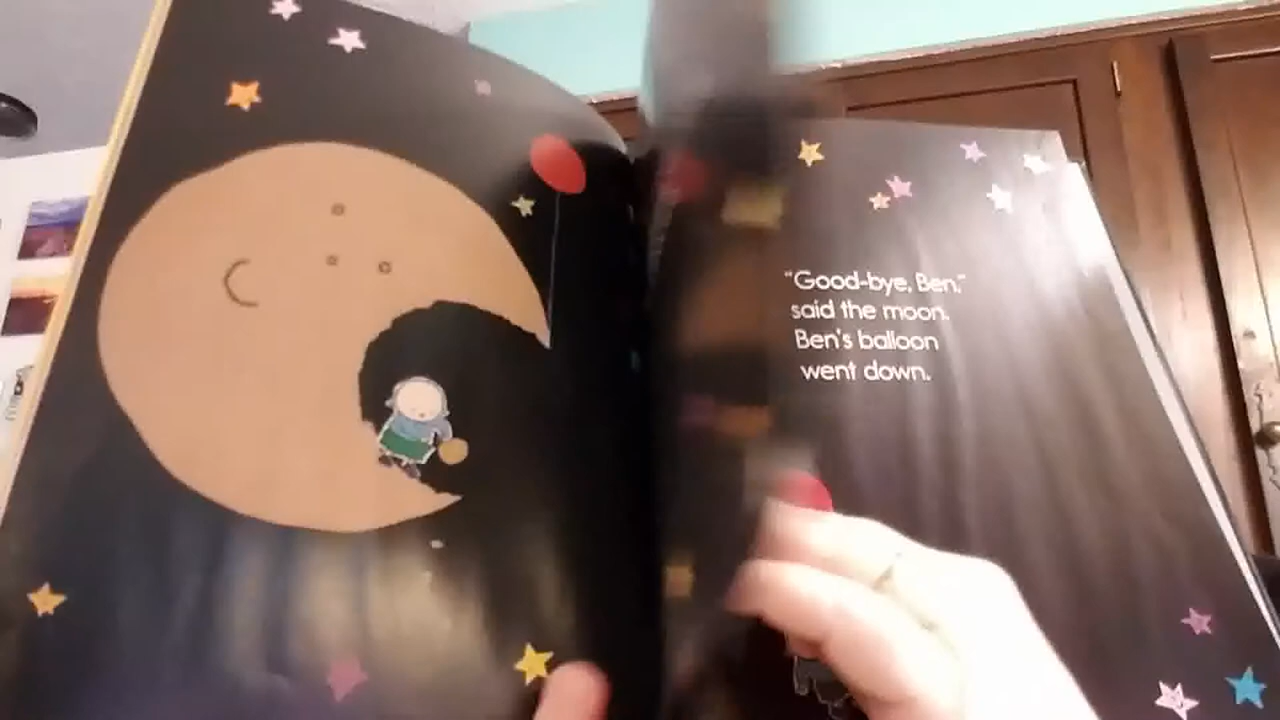 "Good-bye, Ben,"
said the moon.
Ben's balloon
went down.